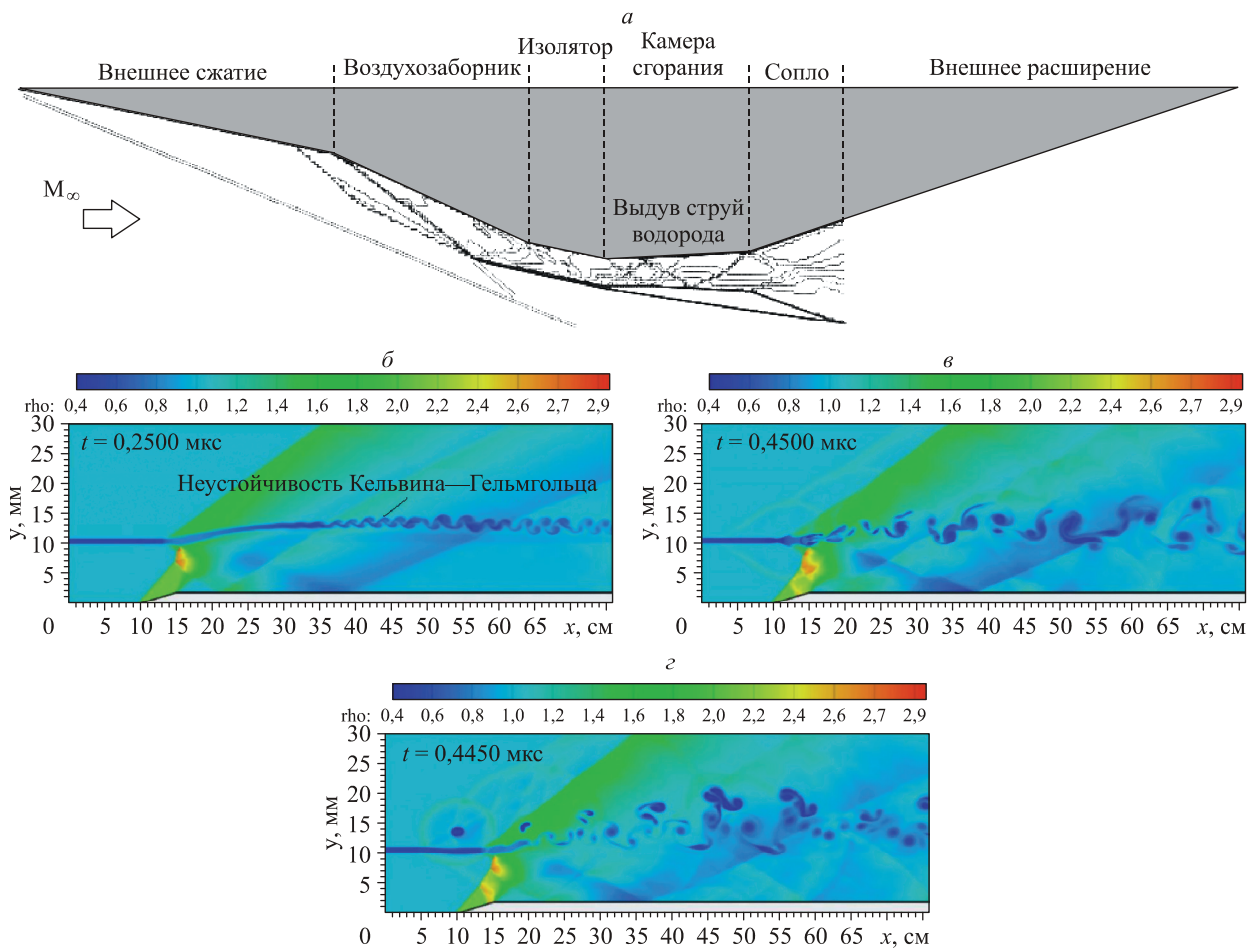 а
Внешнее сжатие
Воздухозаборник
Изолятор
Камера
сгорания
Сопло
Внешнее расширение
M∞
Выдув струй
водорода
б
rho: 0,4 0,6 0,8 1,0 1,2 1,4 1,6 1,8 2,0 2,2 2,4 2,6 2,7 2,9
t = 0,2500 мкс
Неустойчивость Кельвина—Гельмгольца
y, мм
30
25
20
15
10
5
0 5 10 15 20 25 30 35 40 45 50 55 60 65 x, см
в
rho: 0,4 0,6 0,8 1,0 1,2 1,4 1,6 1,8 2,0 2,2 2,4 2,6 2,7 2,9
t = 0,4500 мкс
y, мм
30
25
20
15
10
5
0 5 10 15 20 25 30 35 40 45 50 55 60 65 x, см
г
rho: 0,4 0,6 0,8 1,0 1,2 1,4 1,6 1,8 2,0 2,2 2,4 2,6 2,7 2,9
t = 0,4450 мкс
y, мм
30
25
20
15
10
5
0 5 10 15 20 25 30 35 40 45 50 55 60 65 x, см